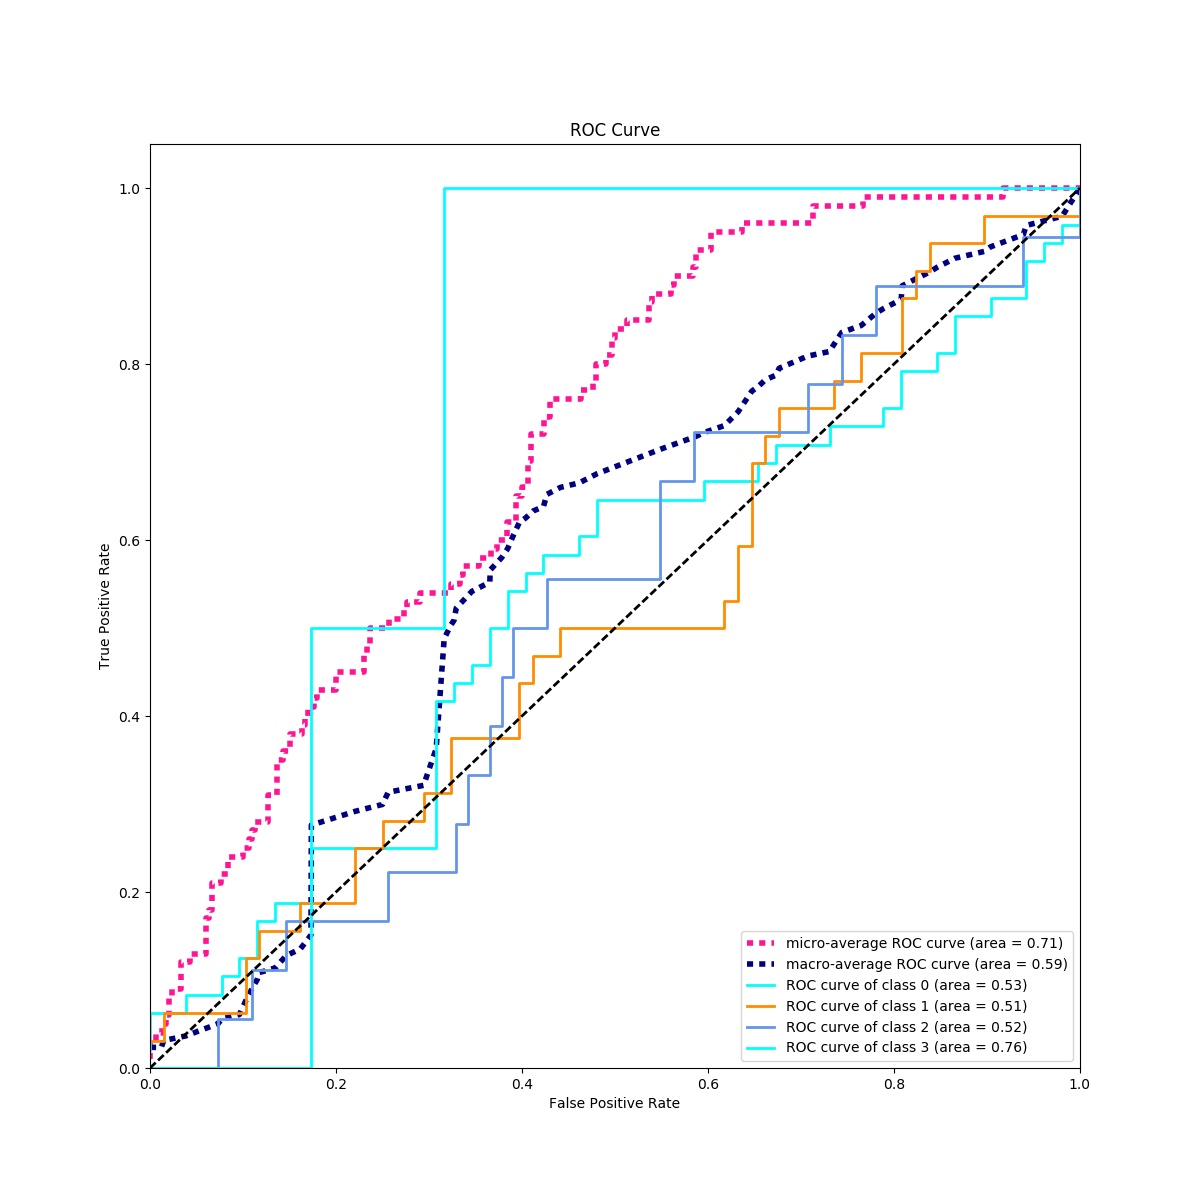 ROC Curve
1.0
0.8
0.6
0.4
0.2
0.0
True Positive Rate
0.0 0.2 0.4 0.6 0.8 1.0
False Positive Rate
micro-average ROC curve (area = 0.71)
macro-average ROC curve (area = 0.59)
ROC curve of class 0 (area = 0.53)
ROC curve of class 1 (area = 0.51)
ROC curve of class 2 (area = 0.52)
ROC curve of class 3 (area = 0.76)